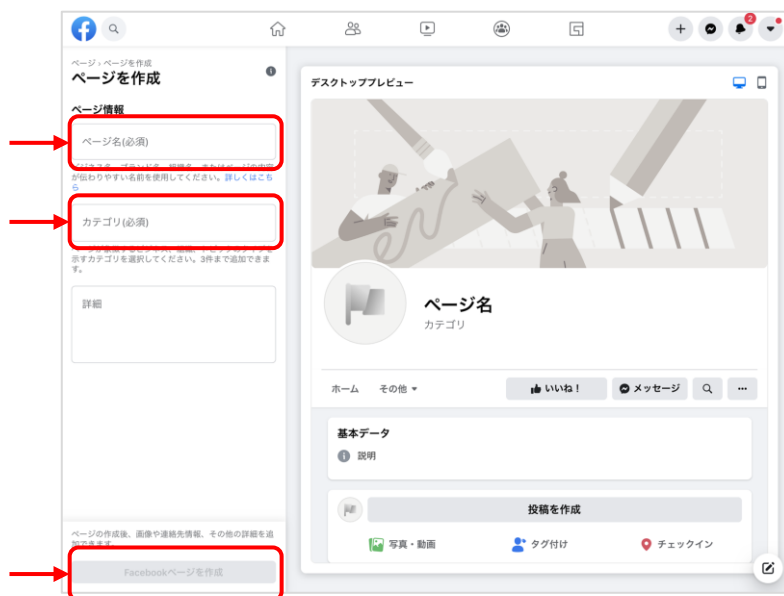 2
ページ › ページを作成
ページを作成
ページ情報
ページ名(必須)
が伝わりやすい名前を使用してください。詳しくはこち
ら
カテゴリ(必須)
示すカテゴリを選択してください。3件まで追加できま
す。
詳細
ページの作成後、画像や連絡先情報、その他の詳細を追
加できます。
Facebookページを作成
デスクトッププレビュー
ページ名
カテゴリ
ホーム その他
いいね！ メッセージ
基本データ
説明
投稿を作成
写真・動画 タグ付け チェックイン